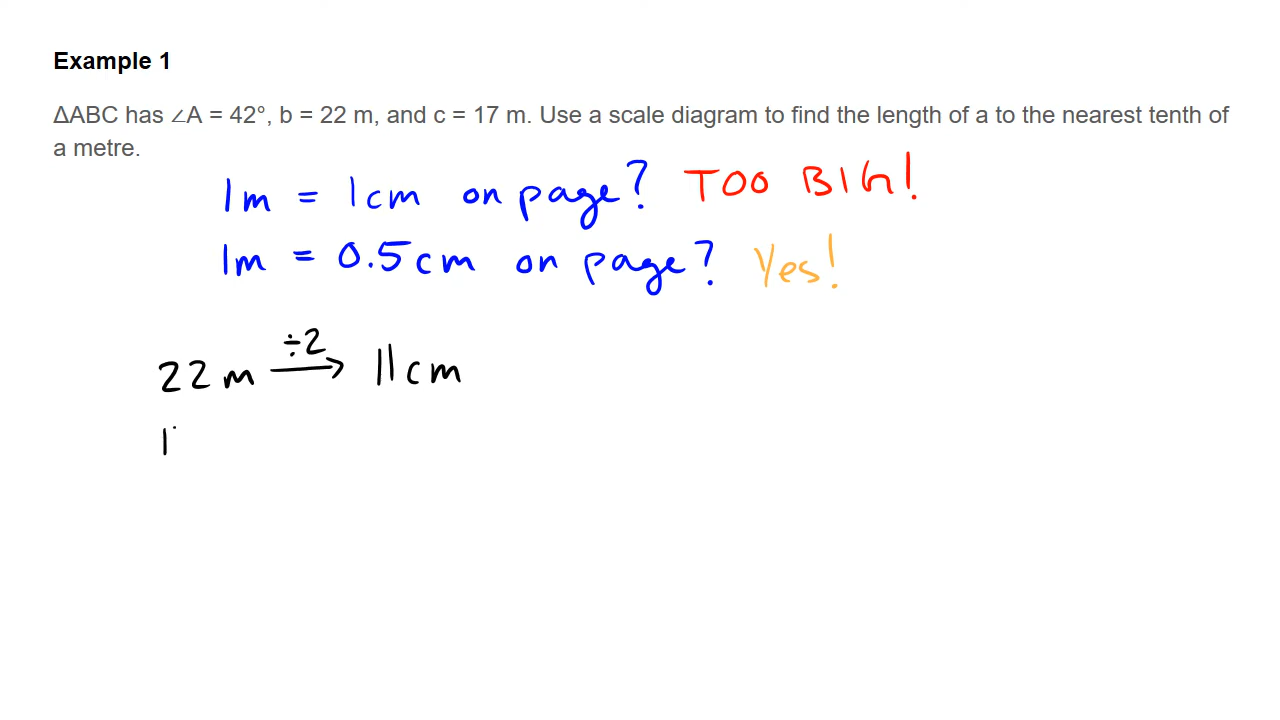 Example 1
ΔABC has ∠A = 42°, b = 22 m, and c = 17 m. Use a scale diagram to find the length of a to the nearest tenth of
a metre.
1m = 1cm on page? TOO BIG!
1m = 0.5cm on page? Yes!
÷2
22m → 11cm
1